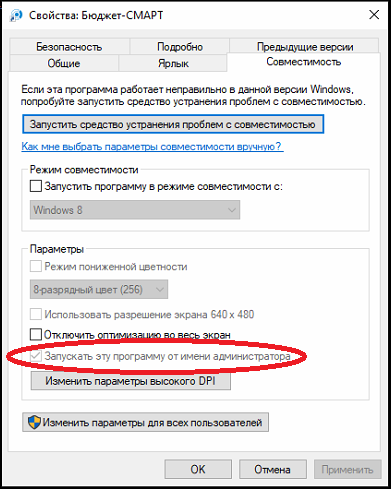 Свойства: Бюджет-СМАРТ
Безопасность Подробно Предыдущие версии
Общие Ярлык Совместимость
Если эта программа работает неправильно в данной версии Windows,
попробуйте запустить средство устранения проблем с совместимостью.
Запустить средство устранения проблем с совместимостью
Как мне выбрать параметры совместимости вручную?
Режим совместимости
Запустить программу в режиме совместимости с:
Windows 8
Параметры
Режим пониженной цветности
8-разрядный цвет (256)
Использовать разрешение экрана 640 x 480
Отключить оптимизацию во весь экран
Запускать эту программу от имени администратора
Изменить параметры высокого DPI
Изменить параметры для всех пользователей
ОК Отмена Применить